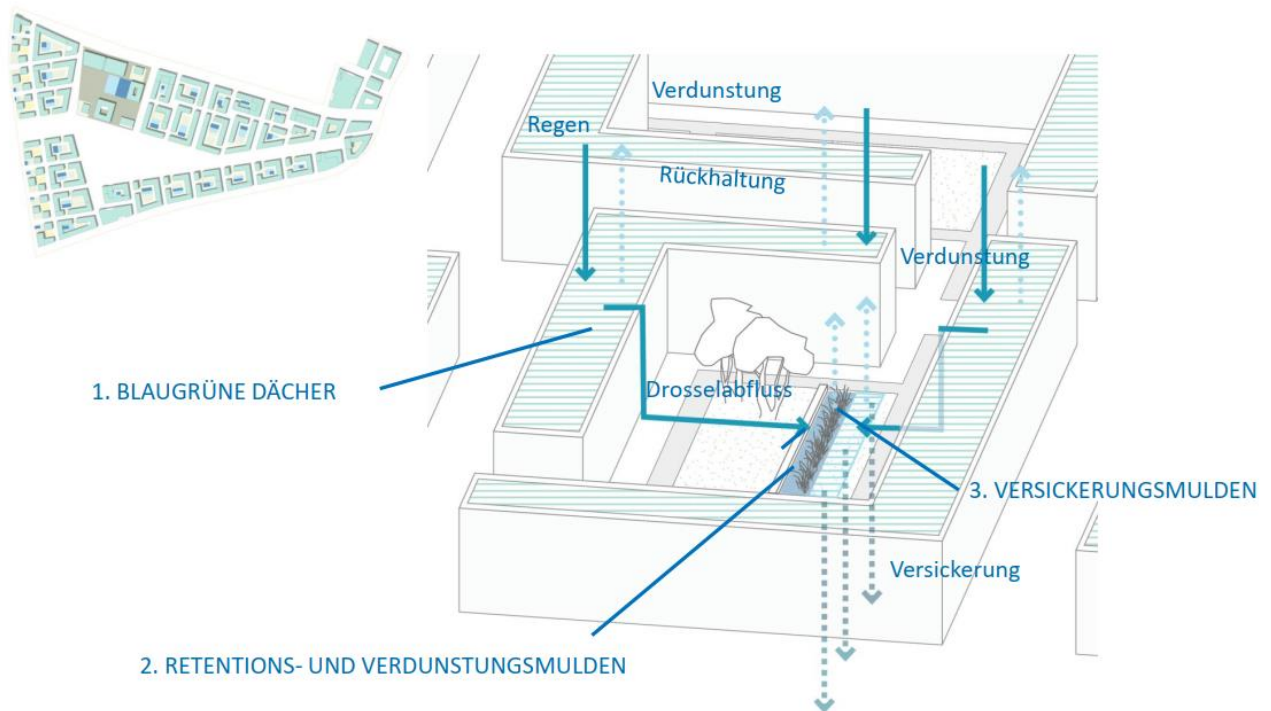 Verdunstung
Regen
Rückhaltung
Verdunstung
1. BLAUGRÜNE DÄCHER
Drosselabfluss
3. VERSICKERUNGSMULDEN
Versickerung
2. RETENTIONS- UND VERDUNSTUNGSMULDEN